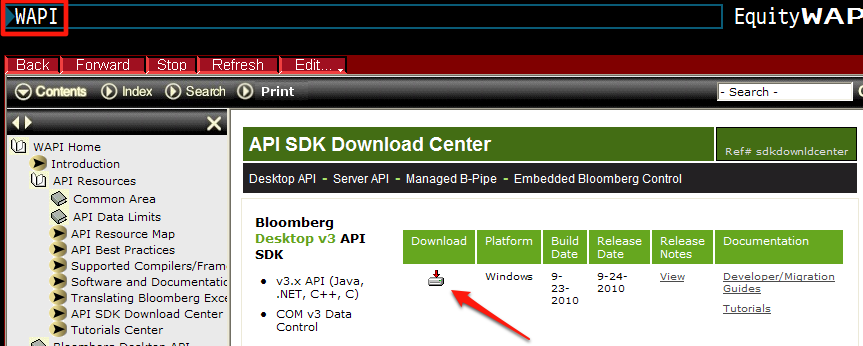 WAPI
EquityWAP
Back Forward Stop Refresh Edit...
Contents Index Search Print - Search -
WAPI Home
Introduction
API Resources
Common Area
API Data Limits
API Resource Map
API Best Practices
Supported Compilers/Fram
Software and Documentatio
Translating Bloomberg Exce
API SDK Download Center
Tutorials Center
Bloomberg Desktop API
API SDK Download Center
Ref# sdkdownldcenter
Desktop API - Server API - Managed B-Pipe - Embedded Bloomberg Control
Bloomberg
Desktop v3 API
SDK
• v3.x API (Java,
.NET, C++, C)
• COM v3 Data
Control
Download Platform Build Date Release Date Release Notes Documentation
Windows 9-23-2010 9-24-2010 View Developer/Migration
Guides
Tutorials